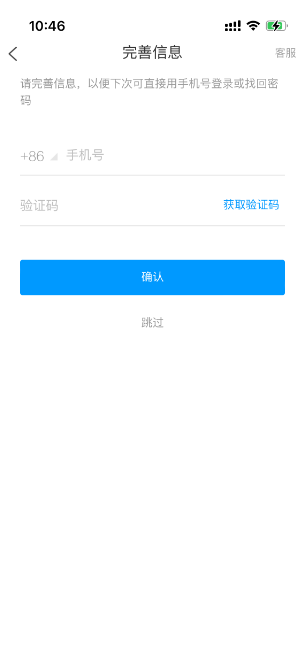 10:46
完善信息
客服
请完善信息，以便下次可直接用手机号登录或找回密
码
+86 手机号
验证码 获取验证码
确认
跳过